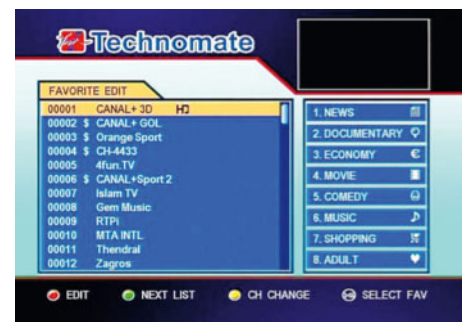 Technomate
FAVORITE EDIT
00001 CANAL+ 3D HD
00002 $ CANAL+ GOL
00003 $ Orange Sport
00004 $ CH-4433
00005 4fun.TV
00006 $ CANAL+Sport 2
00007 Islam TV
00008 Gem Music
00009 RTPi
00010 MTA INTL
00011 Thendral
00012 Zagros
1. NEWS
2. DOCUMENTARY
3. ECONOMY €
4. MOVIE
5. COMEDY
6. MUSIC
7. SHOPPING
8. ADULT
EDIT NEXT LIST CH CHANGE SELECT FAV